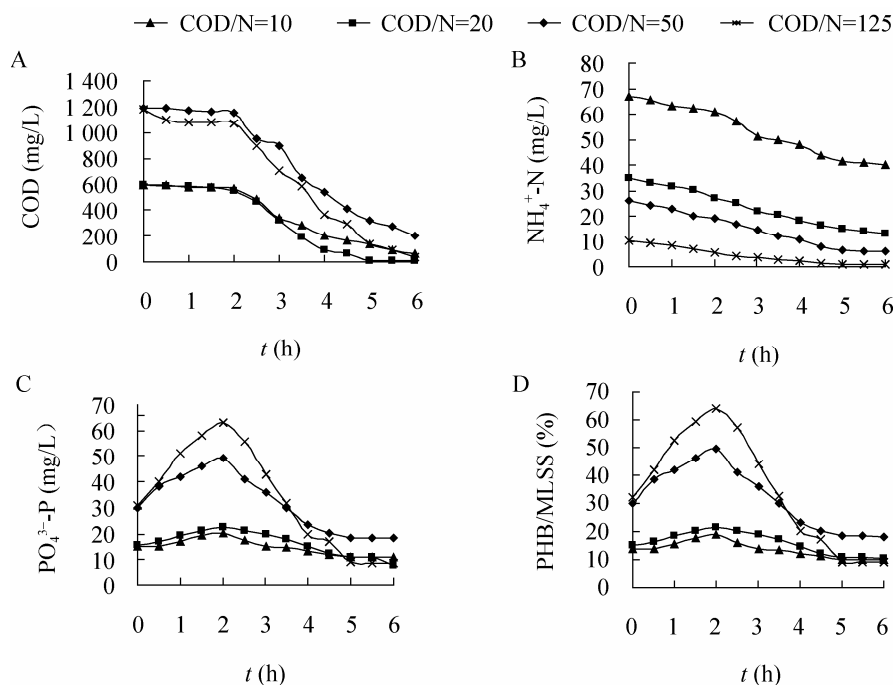 COD/N=10 COD/N=20 COD/N=50 COD/N=125
A
COD (mg/L)
1 400
1 200
1 000
800
600
400
200
0
0 1 2 3 4 5 6
t (h)
B
NH₄⁺-N (mg/L)
80
70
60
50
40
30
20
10
0
0 1 2 3 4 5 6
t (h)
C
PO₄³⁻-P (mg/L)
70
60
50
40
30
20
10
0
0 1 2 3 4 5 6
t (h)
D
PHB/MLSS (%)
70
60
50
40
30
20
10
0
0 1 2 3 4 5 6
t (h)